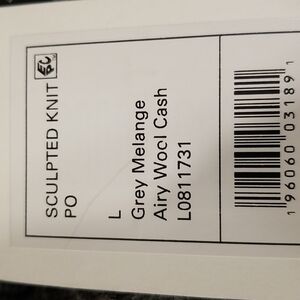 SCULPTED KNIT
PO
L
Grey Melange
Airy Wool Cash
L0811731
196060031891